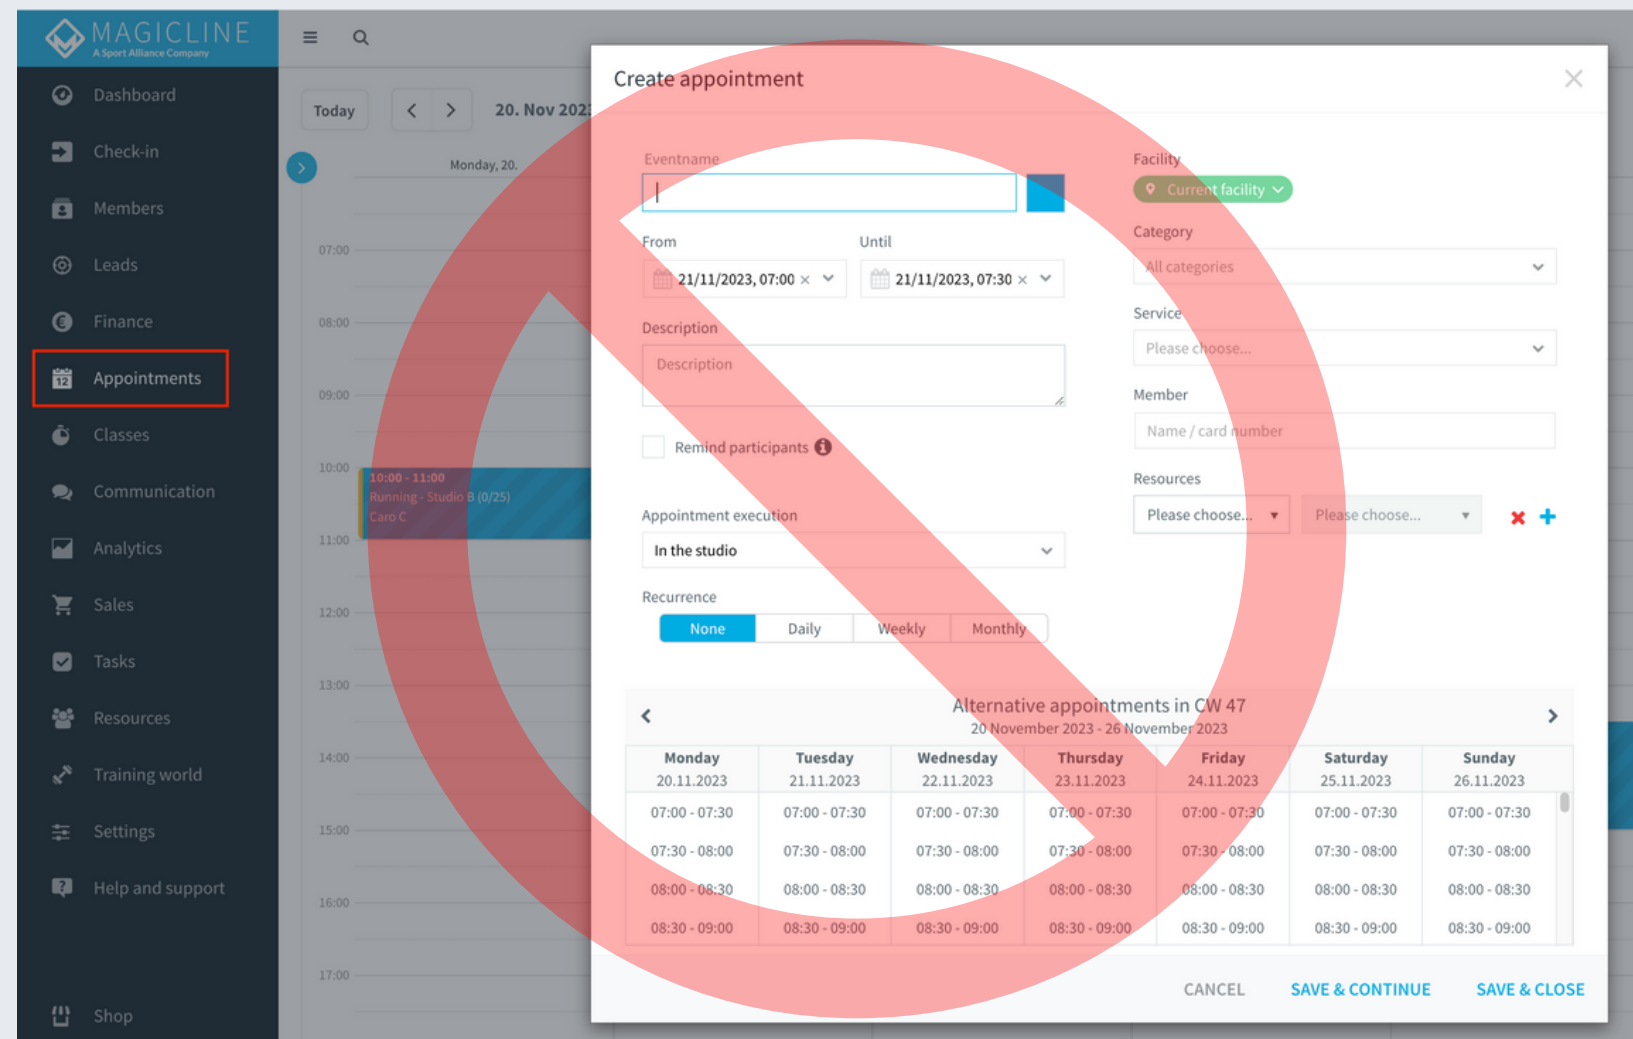 MAGICLINE
A Sport Alliance Company
Dashboard
Check-in
Members
Leads
Finance
12
Appointments
Classes
Communication
Analytics
Sales
Tasks
Resources
Training world
Settings
Help and support
Shop
Today
20. Nov 2023
Monday, 20.
07:00
08:00
09:00
10:00
10:00 - 11:00
Running - Studio B (0/25)
Caro C
11:00
12:00
13:00
14:00
15:00
16:00
17:00
Create appointment
Eventname
From Until
21/11/2023, 07:00 21/11/2023, 07:30
Description
Description
Remind participants
Appointment execution
In the studio
Recurrence
None Daily Weekly Monthly
Facility
Current facility
Category
All categories
Service
Please choose...
Member
Name / card number
Resources
Please choose... Please choose...
Alternative appointments in CW 47
20 November 2023 - 26 November 2023
Monday Tuesday Wednesday Thursday Friday Saturday Sunday
20.11.2023 21.11.2023 22.11.2023 23.11.2023 24.11.2023 25.11.2023 26.11.2023
07:00 - 07:30 07:00 - 07:30 07:00 - 07:30 07:00 - 07:30 07:00 - 07:30 07:00 - 07:30 07:00 - 07:30
07:30 - 08:00 07:30 - 08:00 07:30 - 08:00 07:30 - 08:00 07:30 - 08:00 07:30 - 08:00 07:30 - 08:00
08:00 - 08:30 08:00 - 08:30 08:00 - 08:30 08:00 - 08:30 08:00 - 08:30 08:00 - 08:30 08:00 - 08:30
08:30 - 09:00 08:30 - 09:00 08:30 - 09:00 08:30 - 09:00 08:30 - 09:00 08:30 - 09:00 08:30 - 09:00
CANCEL SAVE & CONTINUE SAVE & CLOSE